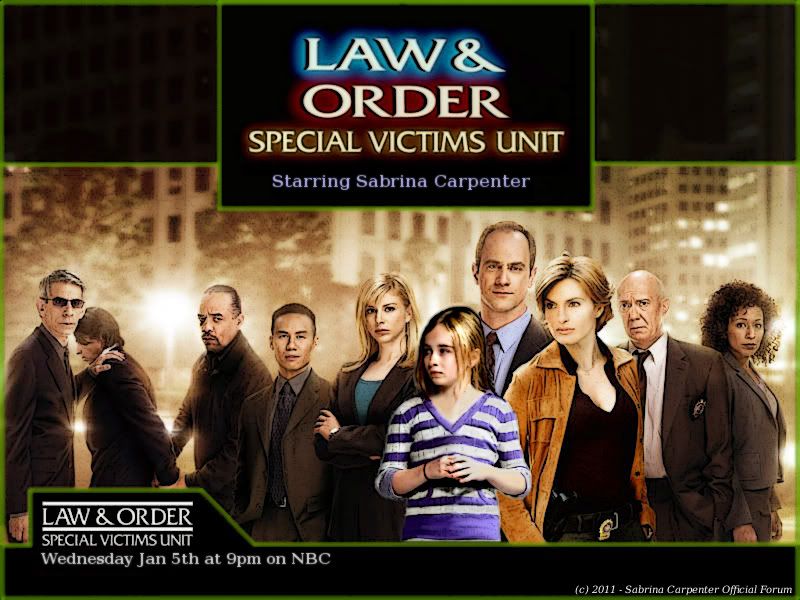 LAW &
ORDER
SPECIAL VICTIMS UNIT
Starring Sabrina Carpenter
LAW & ORDER
SPECIAL VICTIMS UNIT
Wednesday Jan 5th at 9pm on NBC
(c) 2011 - Sabrina Carpenter Official Forum